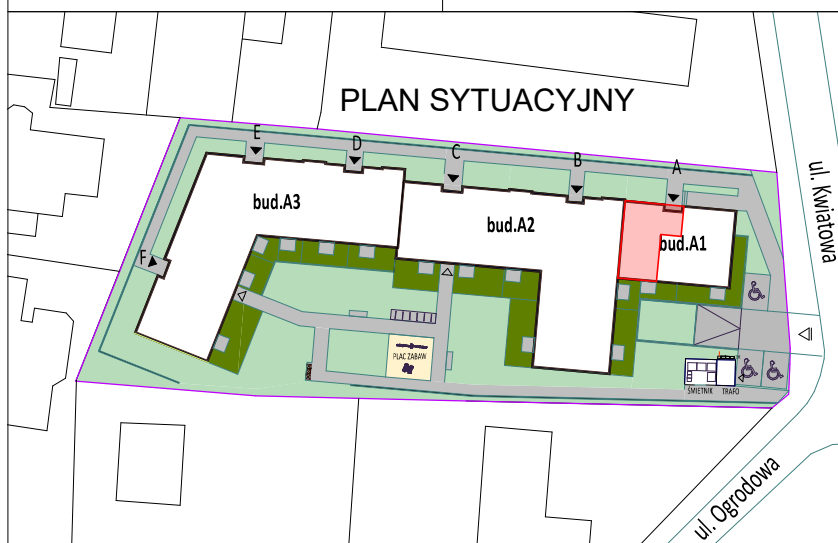 PLAN SYTUACYJNY
E
D
C
B
A
ul. Kwiatowa
bud.A3
bud.A2
bud.A1
F
PLAC ZABAW
ŚMIETNIK TRAFO
ul. Ogrodowa